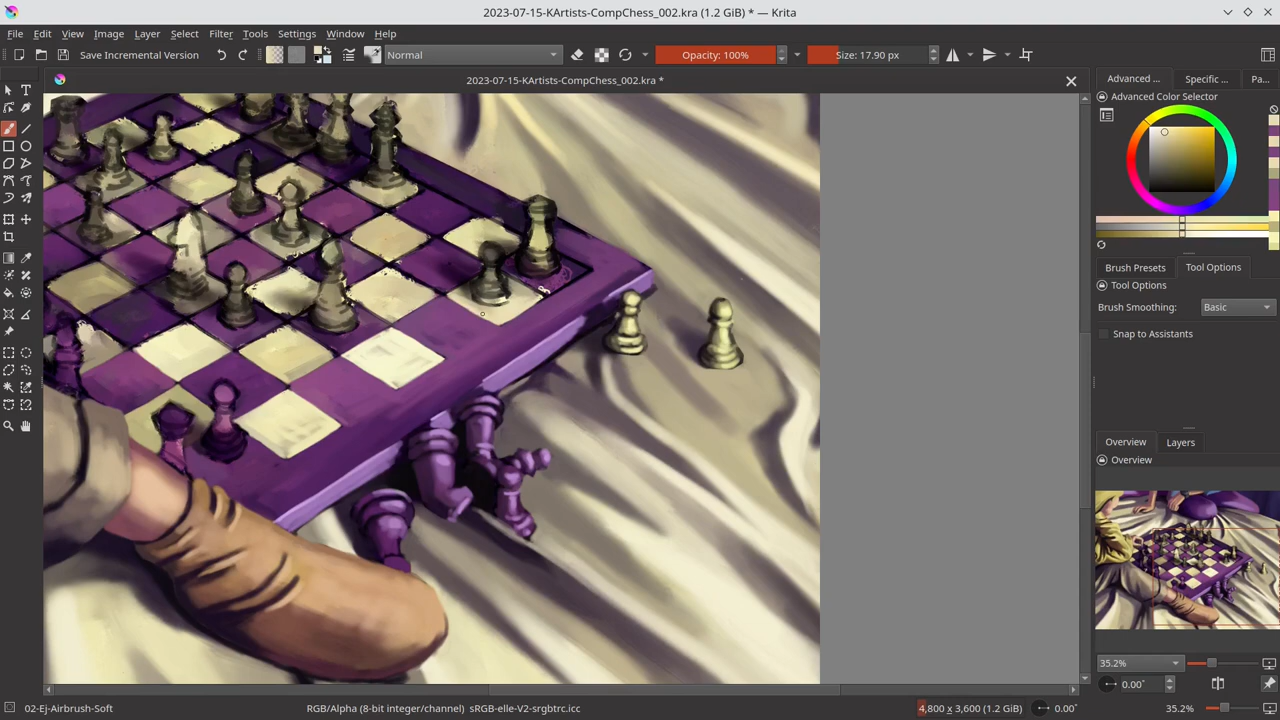 2023-07-15-KArtists-CompChess_002.kra (1.2 GiB) * — Krita
File Edit View Image Layer Select Filter Tools Settings Window Help
Save Incremental Version Normal Opacity: 100% Size: 17.90 px
2023-07-15-KArtists-CompChess_002.kra *
Advanced ... Specific ... Pa...
Advanced Color Selector
Brush Presets Tool Options
Tool Options
Brush Smoothing: Basic
Snap to Assistants
Overview Layers
Overview
35.2%
0.00°
02-Ej-Airbrush-Soft RGB/Alpha (8-bit integer/channel) sRGB-elle-V2-srgbtrc.icc 4,800 x 3,600 (1.2 GiB) 0.00° 35.2%